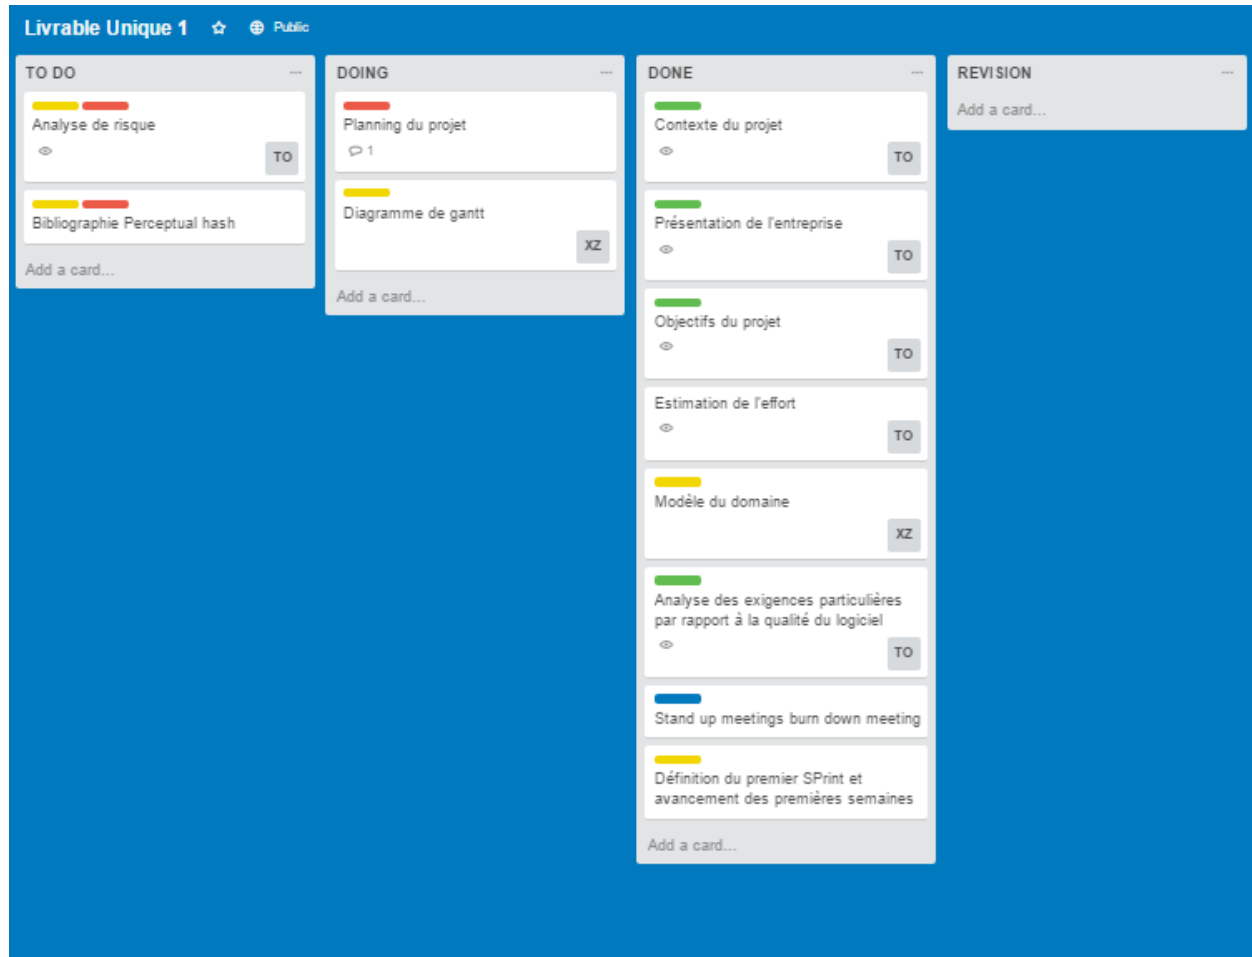 Livrable Unique 1
Public
TO DO
Analyse de risque
TO
Bibliographie Perceptual hash
Add a card...
DOING
Planning du projet
1
Diagramme de gantt
XZ
Add a card...
DONE
Contexte du projet
TO
Présentation de l'entreprise
TO
Objectifs du projet
TO
Estimation de l'effort
TO
Modèle du domaine
XZ
Analyse des exigences particulières
par rapport à la qualité du logiciel
TO
Stand up meetings burn down meeting
Définition du premier SPrint et
avancement des premières semaines
Add a card...
REVISION
Add a card...